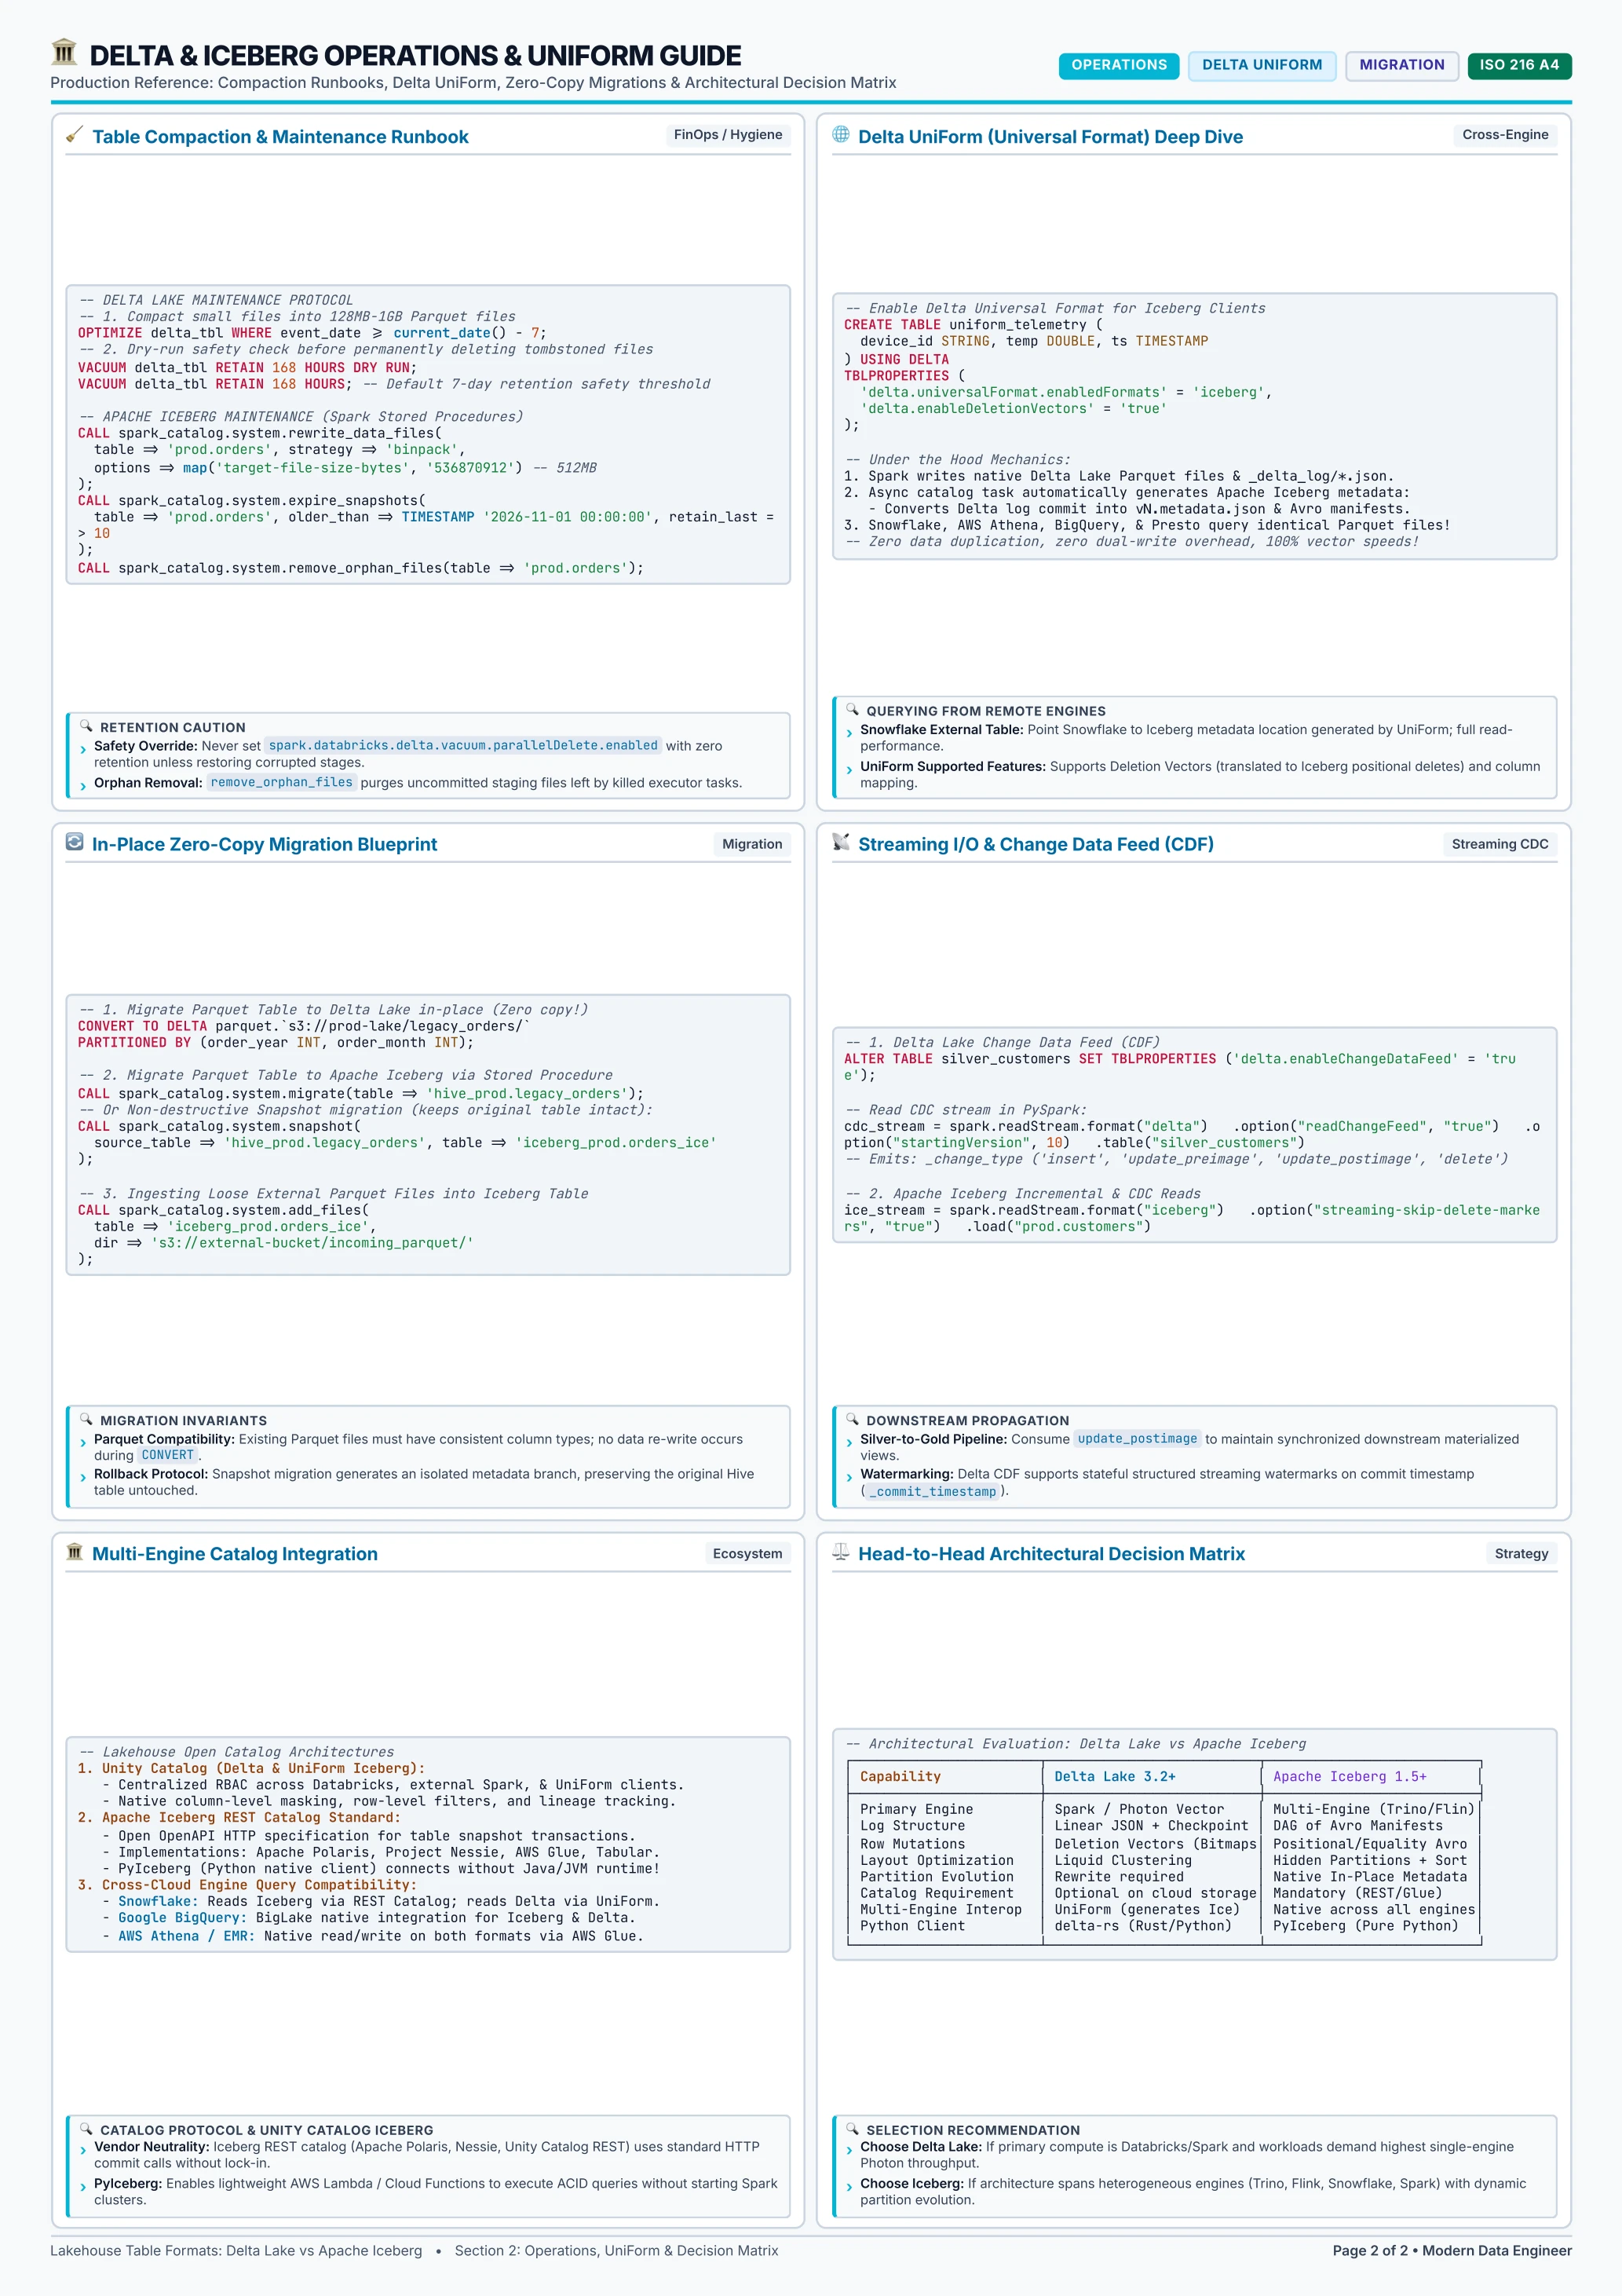 🏛️ DELTA & ICEBERG OPERATIONS & UNIFORM GUIDE
Production Reference: Compaction Runbooks, Delta UniForm, Zero-Copy Migrations & Architectural Decision Matrix
OPERATIONS
DELTA UNIFORM
MIGRATION
ISO 216 A4
Table Compaction & Maintenance Runbook
FinOps / Hygiene
-- DELTA LAKE MAINTENANCE PROTOCOL
-- 1. Compact small files into 128MB-1GB Parquet files
OPTIMIZE delta_tbl WHERE event_date >= current_date() - 7;
-- 2. Dry-run safety check before permanently deleting tombstoned files
VACUUM delta_tbl RETAIN 168 HOURS DRY RUN;
VACUUM delta_tbl RETAIN 168 HOURS; -- Default 7-day retention safety threshold
-- APACHE ICEBERG MAINTENANCE (Spark Stored Procedures)
CALL spark_catalog.system.rewrite_data_files(
table => 'prod.orders', strategy => 'binpack',
options => map('target-file-size-bytes', '536870912') -- 512MB
);
CALL spark_catalog.system.expire_snapshots(
table => 'prod.orders', older_than => TIMESTAMP '2026-11-01 00:00:00', retain_last =
> 10
);
CALL spark_catalog.system.remove_orphan_files(table => 'prod.orders');
RETENTION CAUTION
› Safety Override: Never set spark.databricks.delta.vacuum.parallelDelete.enabled with zero
retention unless restoring corrupted stages.
› Orphan Removal: remove_orphan_files purges uncommitted staging files left by killed executor tasks.
Delta UniForm (Universal Format) Deep Dive
Cross-Engine
-- Enable Delta Universal Format for Iceberg Clients
CREATE TABLE uniform_telemetry (
device_id STRING, temp DOUBLE, ts TIMESTAMP
) USING DELTA
TBLPROPERTIES (
'delta.universalFormat.enabledFormats' = 'iceberg',
'delta.enableDeletionVectors' = 'true'
);
-- Under the Hood Mechanics:
1. Spark writes native Delta Lake Parquet files & _delta_log/*.json.
2. Async catalog task automatically generates Apache Iceberg metadata:
- Converts Delta log commit into vN.metadata.json & Avro manifests.
3. Snowflake, AWS Athena, BigQuery, & Presto query identical Parquet files!
-- Zero data duplication, zero dual-write overhead, 100% vector speeds!
QUERYING FROM REMOTE ENGINES
› Snowflake External Table: Point Snowflake to Iceberg metadata location generated by UniForm; full read-
performance.
› UniForm Supported Features: Supports Deletion Vectors (translated to Iceberg positional deletes) and column
mapping.
In-Place Zero-Copy Migration Blueprint
Migration
-- 1. Migrate Parquet Table to Delta Lake in-place (Zero copy!)
CONVERT TO DELTA parquet.`s3://prod-lake/legacy_orders/`
PARTITIONED BY (order_year INT, order_month INT);
-- 2. Migrate Parquet Table to Apache Iceberg via Stored Procedure
CALL spark_catalog.system.migrate(table => 'hive_prod.legacy_orders');
-- Or Non-destructive Snapshot migration (keeps original table intact):
CALL spark_catalog.system.snapshot(
source_table => 'hive_prod.legacy_orders', table => 'iceberg_prod.orders_ice'
);
-- 3. Ingesting Loose External Parquet Files into Iceberg Table
CALL spark_catalog.system.add_files(
table => 'iceberg_prod.orders_ice',
dir => 's3://external-bucket/incoming_parquet/'
);
MIGRATION INVARIANTS
› Parquet Compatibility: Existing Parquet files must have consistent column types; no data re-write occurs
during CONVERT.
› Rollback Protocol: Snapshot migration generates an isolated metadata branch, preserving the original Hive
table untouched.
Streaming I/O & Change Data Feed (CDF)
Streaming CDC
-- 1. Delta Lake Change Data Feed (CDF)
ALTER TABLE silver_customers SET TBLPROPERTIES ('delta.enableChangeDataFeed' = 'tru
e');
-- Read CDC stream in PySpark:
cdc_stream = spark.readStream.format("delta") .option("readChangeFeed", "true") .o
ption("startingVersion", 10) .table("silver_customers")
-- Emits: _change_type ('insert', 'update_preimage', 'update_postimage', 'delete')
-- 2. Apache Iceberg Incremental & CDC Reads
ice_stream = spark.readStream.format("iceberg") .option("streaming-skip-delete-marke
rs", "true") .load("prod.customers")
DOWNSTREAM PROPAGATION
› Silver-to-Gold Pipeline: Consume update_postimage to maintain synchronized downstream materialized
views.
› Watermarking: Delta CDF supports stateful structured streaming watermarks on commit timestamp
(_commit_timestamp).
Multi-Engine Catalog Integration
Ecosystem
-- Lakehouse Open Catalog Architectures
1. Unity Catalog (Delta & UniForm Iceberg):
- Centralized RBAC across Databricks, external Spark, & UniForm clients.
- Native column-level masking, row-level filters, and lineage tracking.
2. Apache Iceberg REST Catalog Standard:
- Open OpenAPI HTTP specification for table snapshot transactions.
- Implementations: Apache Polaris, Project Nessie, AWS Glue, Tabular.
- PyIceberg (Python native client) connects without Java/JVM runtime!
3. Cross-Cloud Engine Query Compatibility:
- Snowflake: Reads Iceberg via REST Catalog; reads Delta via UniForm.
- Google BigQuery: BigLake native integration for Iceberg & Delta.
- AWS Athena / EMR: Native read/write on both formats via AWS Glue.
CATALOG PROTOCOL & UNITY CATALOG ICEBERG
› Vendor Neutrality: Iceberg REST catalog (Apache Polaris, Nessie, Unity Catalog REST) uses standard HTTP
commit calls without lock-in.
› PyIceberg: Enables lightweight AWS Lambda / Cloud Functions to execute ACID queries without starting Spark
clusters.
Head-to-Head Architectural Decision Matrix
Strategy
-- Architectural Evaluation: Delta Lake vs Apache Iceberg
Capability | Delta Lake 3.2+ | Apache Iceberg 1.5+
Primary Engine | Spark / Photon Vector | Multi-Engine (Trino/Flin)
Log Structure | Linear JSON + Checkpoint | DAG of Avro Manifests
Row Mutations | Deletion Vectors (Bitmaps | Positional/Equality Avro
Layout Optimization | Liquid Clustering | Hidden Partitions + Sort
Partition Evolution | Rewrite required | Native In-Place Metadata
Catalog Requirement | Optional on cloud storage | Mandatory (REST/Glue)
Multi-Engine Interop | UniForm (generates Ice) | Native across all engines
Python Client | delta-rs (Rust/Python) | PyIceberg (Pure Python)
SELECTION RECOMMENDATION
› Choose Delta Lake: If primary compute is Databricks/Spark and workloads demand highest single-engine
Photon throughput.
› Choose Iceberg: If architecture spans heterogeneous engines (Trino, Flink, Snowflake, Spark) with dynamic
partition evolution.
Lakehouse Table Formats: Delta Lake vs Apache Iceberg • Section 2: Operations, UniForm & Decision Matrix
Page 2 of 2 • Modern Data Engineer